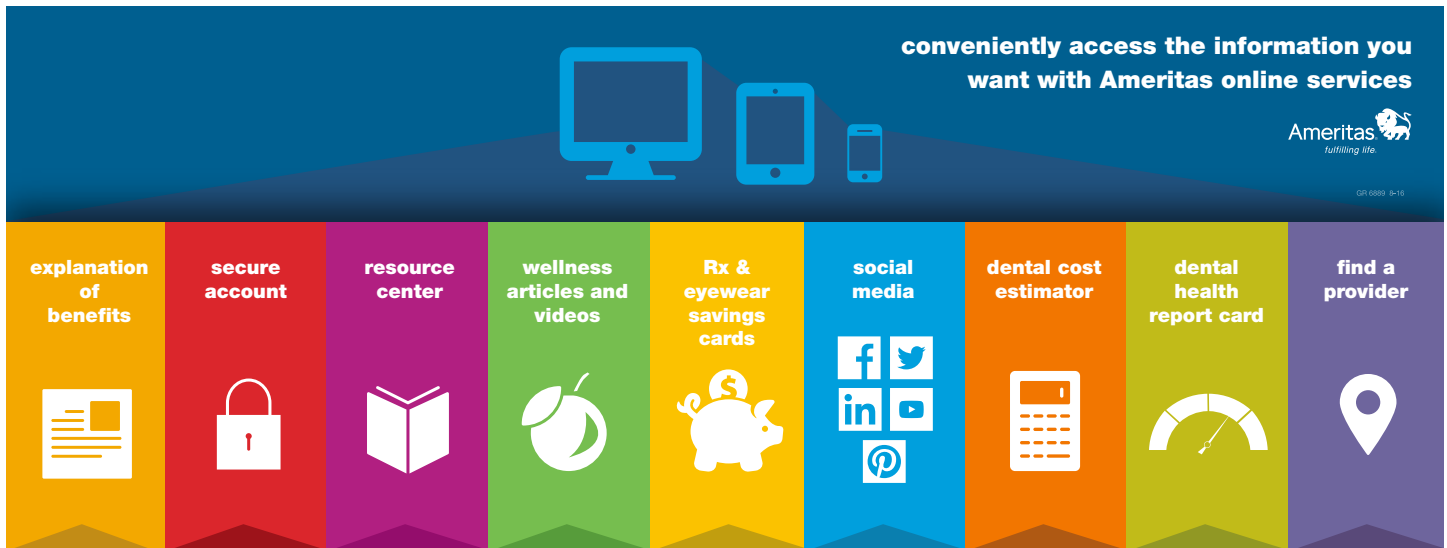 conveniently access the information you
want with Ameritas online services
Ameritas
fulfilling life.
GR 6889 8-16
explanation
of
benefits
secure
account
resource
center
wellness
articles and
videos
Rx &
eyewear
savings
cards
$
social
media
f
in
dental cost
estimator
dental
health
report card
find a
provider